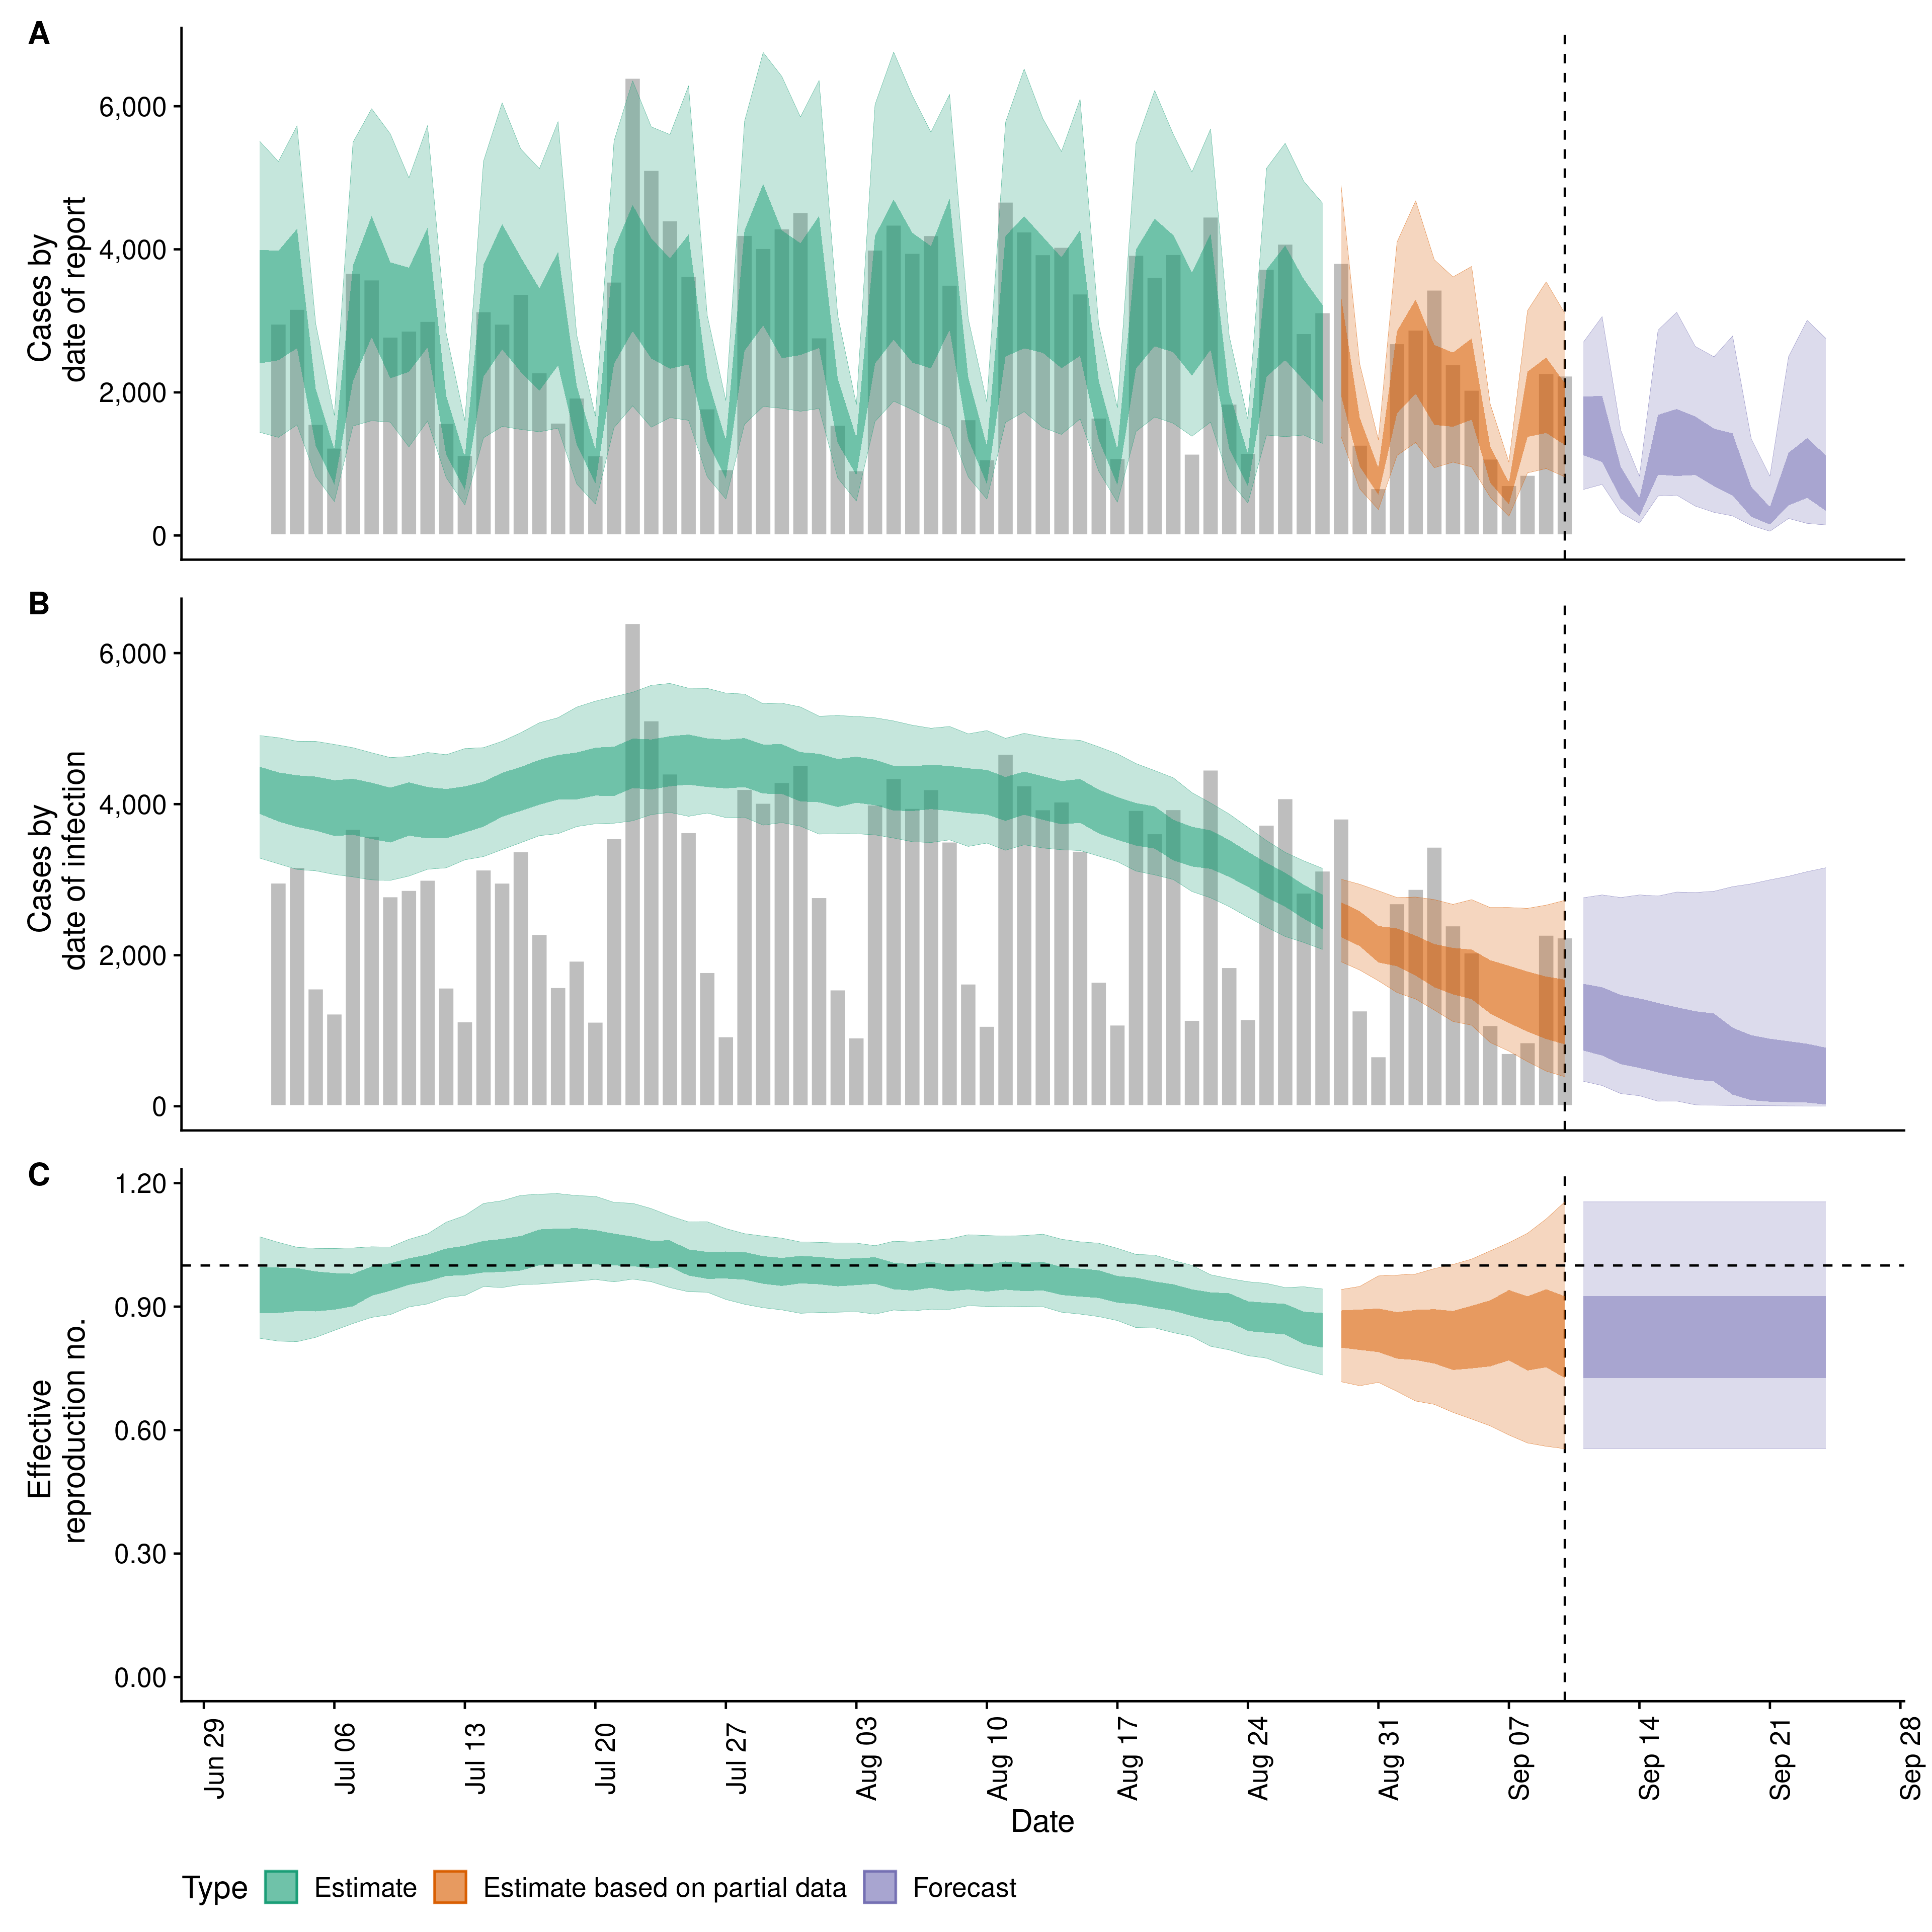 A
Cases by
date of report
6,000
4,000
2,000
0
B
Cases by
date of infection
6,000
4,000
2,000
0
C
Effective
reproduction no.
1.20
0.90
0.60
0.30
0.00
Jun 29
Jul 06
Jul 13
Jul 20
Jul 27
Aug 03
Aug 10
Aug 17
Aug 24
Aug 31
Sep 07
Sep 14
Sep 21
Sep 28
Date
Type Estimate Estimate based on partial data Forecast